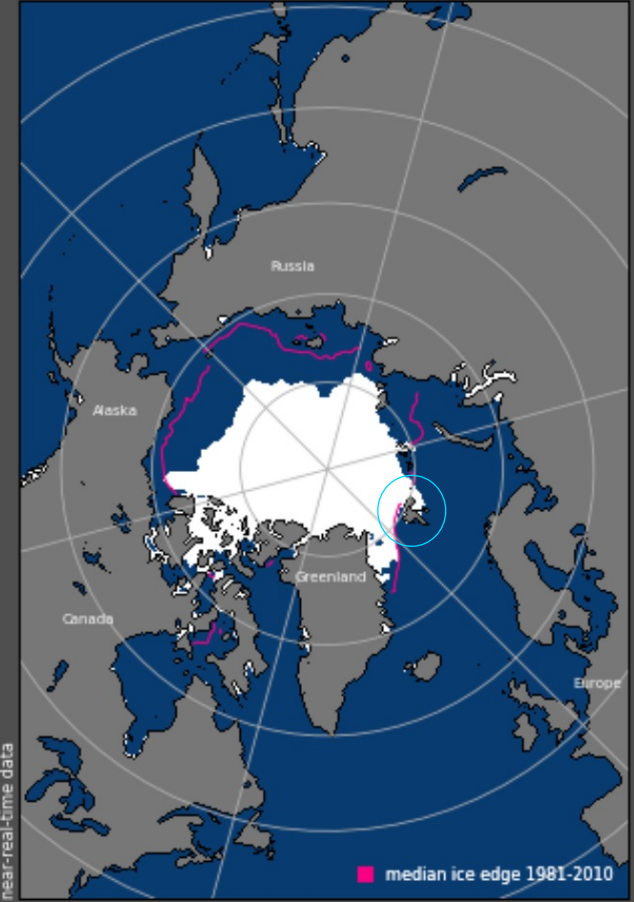 Russia
Alaska
Greenland
Canada
Europe
near-real-time data
median ice edge 1981-2010